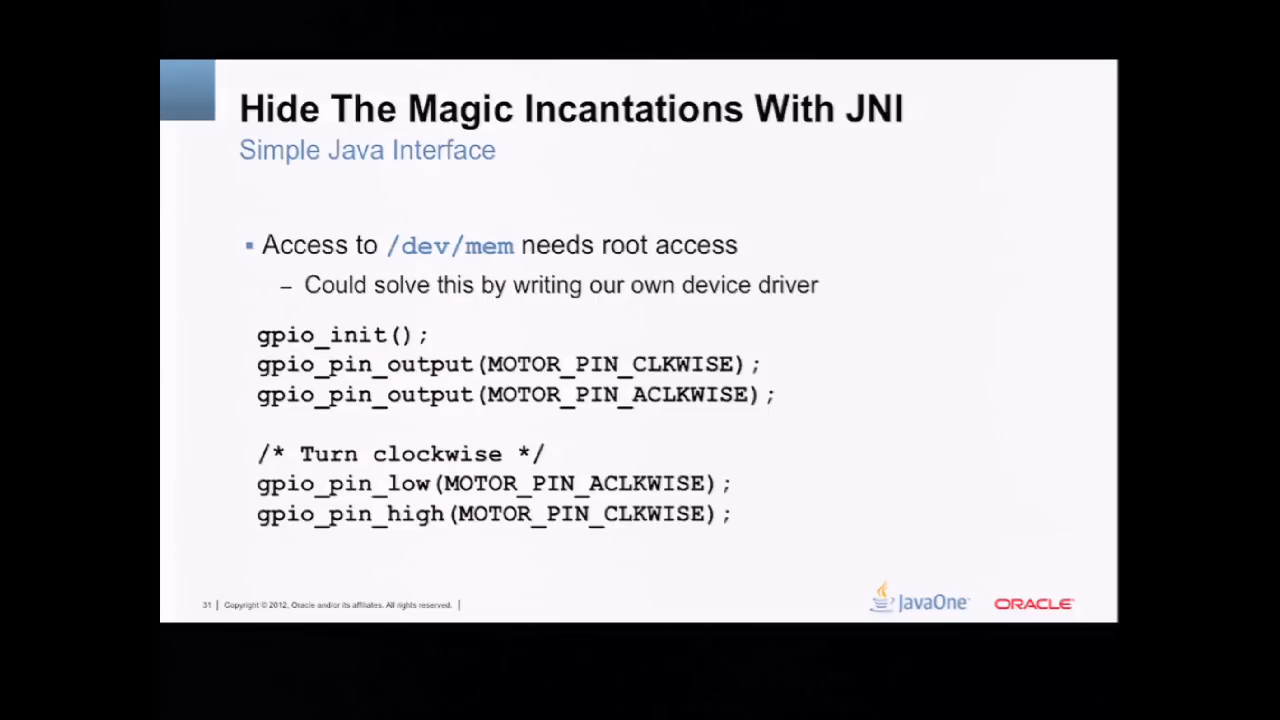 Hide The Magic Incantations With JNI
Simple Java Interface
▪ Access to /dev/mem needs root access
– Could solve this by writing our own device driver
gpio_init();
gpio_pin_output(MOTOR_PIN_CLKWISE);
gpio_pin_output(MOTOR_PIN_ACLKWISE);
/* Turn clockwise */
gpio_pin_low(MOTOR_PIN_ACLKWISE);
gpio_pin_high(MOTOR_PIN_CLKWISE);
31 | Copyright © 2012, Oracle and/or its affiliates. All rights reserved. |
JavaOne™ ORACLE